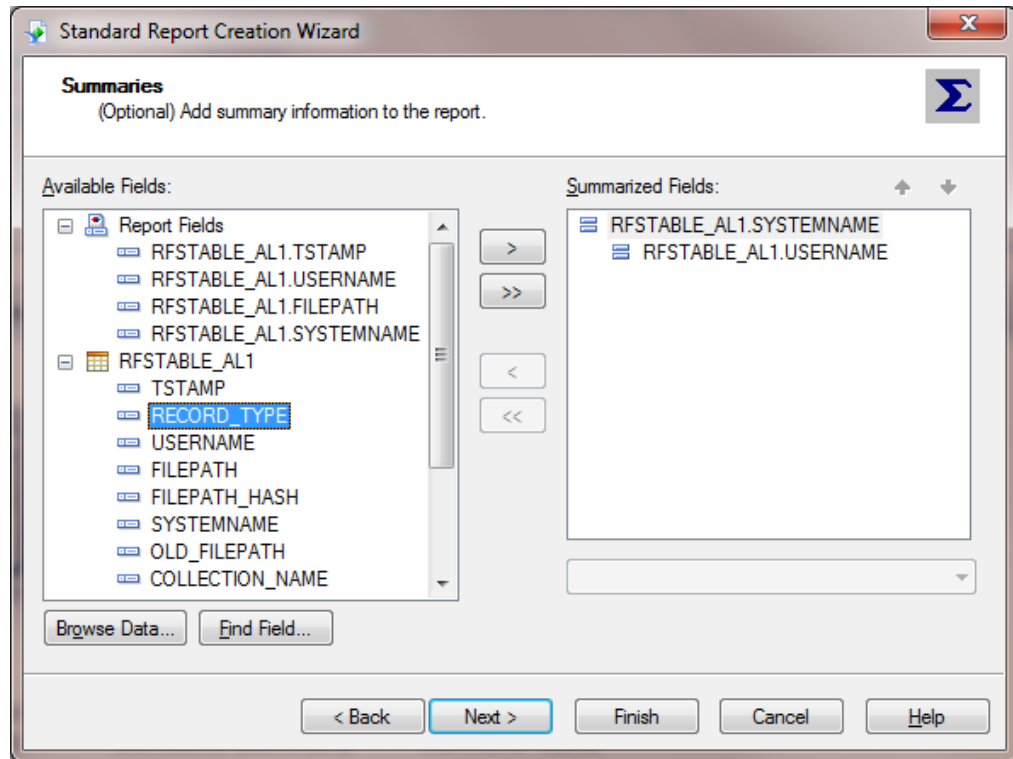 Standard Report Creation Wizard
Summaries
(Optional) Add summary information to the report.
Available Fields:
Report Fields
RFSTABLE_AL1.TSTAMP
RFSTABLE_AL1.USERNAME
RFSTABLE_AL1.FILEPATH
RFSTABLE_AL1.SYSTEMNAME
RFSTABLE_AL1
TSTAMP
RECORD_TYPE
USERNAME
FILEPATH
FILEPATH_HASH
SYSTEMNAME
OLD_FILEPATH
COLLECTION_NAME
>
>>
<
<<
Summarized Fields:
RFSTABLE_AL1.SYSTEMNAME
RFSTABLE_AL1.USERNAME
Browse Data... Find Field...
< Back Next > Finish Cancel Help